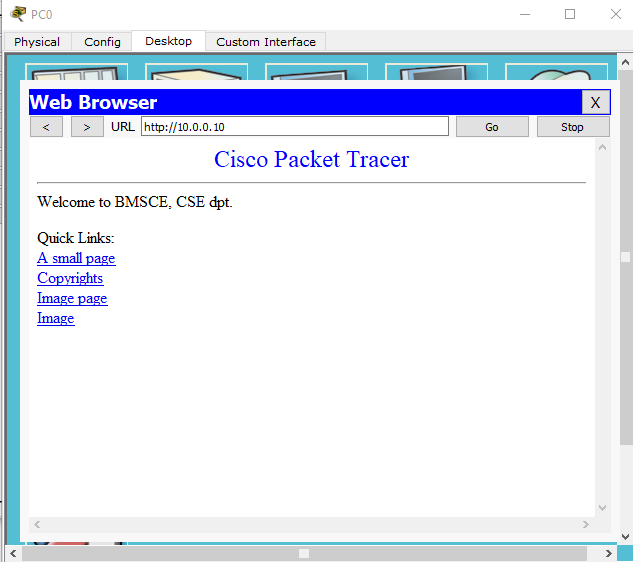 PC0
Physical Config Desktop Custom Interface
Web Browser X
< > URL http://10.0.0.10 Go Stop
Cisco Packet Tracer
Welcome to BMSCE, CSE dpt.
Quick Links:
A small page
Copyrights
Image page
Image